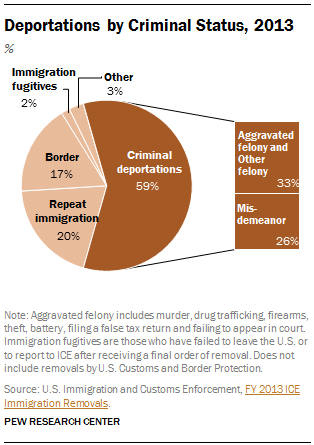 Deportations by Criminal Status, 2013
%
Immigration
fugitives
2%
Other
3%
Border
17%
Criminal
deportations
59%
Repeat
immigration
20%
Aggravated
felony and
Other
felony
33%
Mis-
demeanor
26%
Note: Aggravated felony includes murder, drug trafficking, firearms,
theft, battery, filing a false tax return and failing to appear in court.
Immigration fugitives are those who have failed to leave the U.S. or
to report to ICE after receiving a final order of removal. Does not
include removals by U.S. Customs and Border Protection.
Source: U.S. Immigration and Customs Enforcement, FY 2013 ICE
Immigration Removals.
PEW RESEARCH CENTER